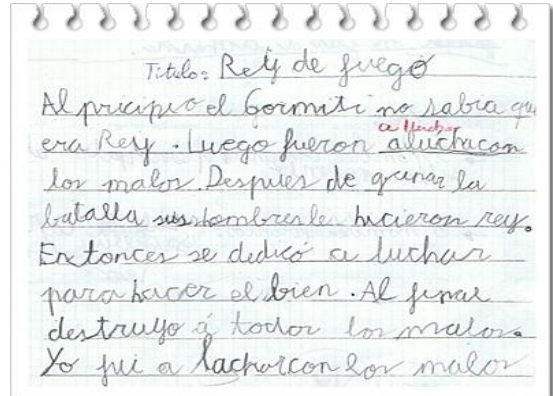 Titulo: Rey de fuego
Al pricipio el Gormiti no sabia que
era Rey. Luego fueron aluchacon
a luchar
los malos. Despues de ganar la
batalla sus hombres le hicieron rey.
Entonces se dedicó a luchar
para hacer el bien. Al final
destruyo á todos los malos.
Yo fui a lacharcon los malos